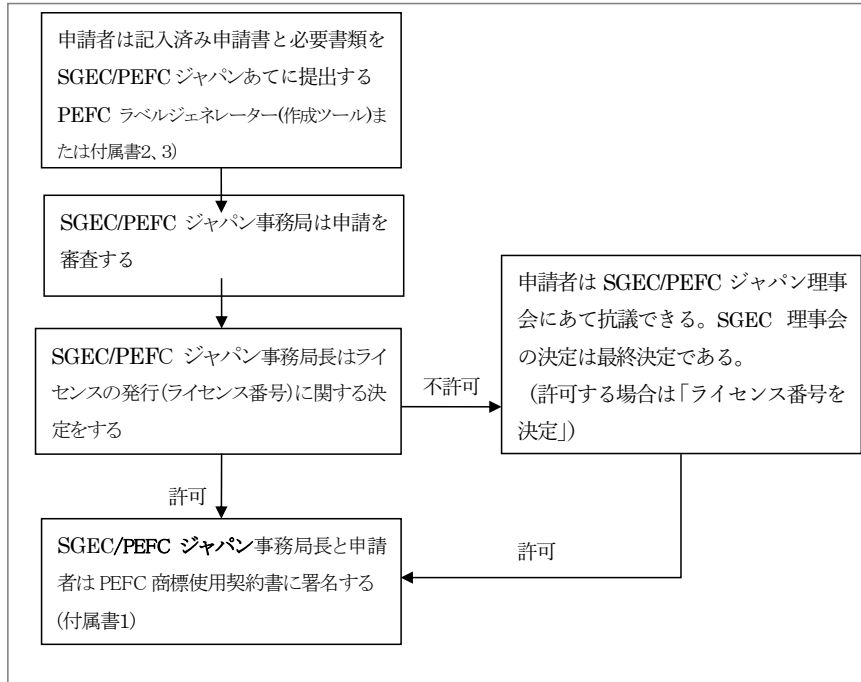 申請者は記入済み申請書と必要書類を
SGEC/PEFCジャパンあてに提出する
PEFC ラベルジェネレーター(作成ツール)ま
たは付属書2、3)
SGEC/PEFC ジャパン事務局は申請を
審査する
SGEC/PEFC ジャパン事務局長はライ
センスの発行(ライセンス番号)に関する決
定をする
不許可
申請者は SGEC/PEFC ジャパン理事
会にあて抗議できる。SGEC 理事会
の決定は最終決定である。
(許可する場合は「ライセンス番号を
決定」)
許可
許可
SGEC/PEFC ジャパン事務局長と申請
者は PEFC 商標使用契約書に署名する
(付属書1)